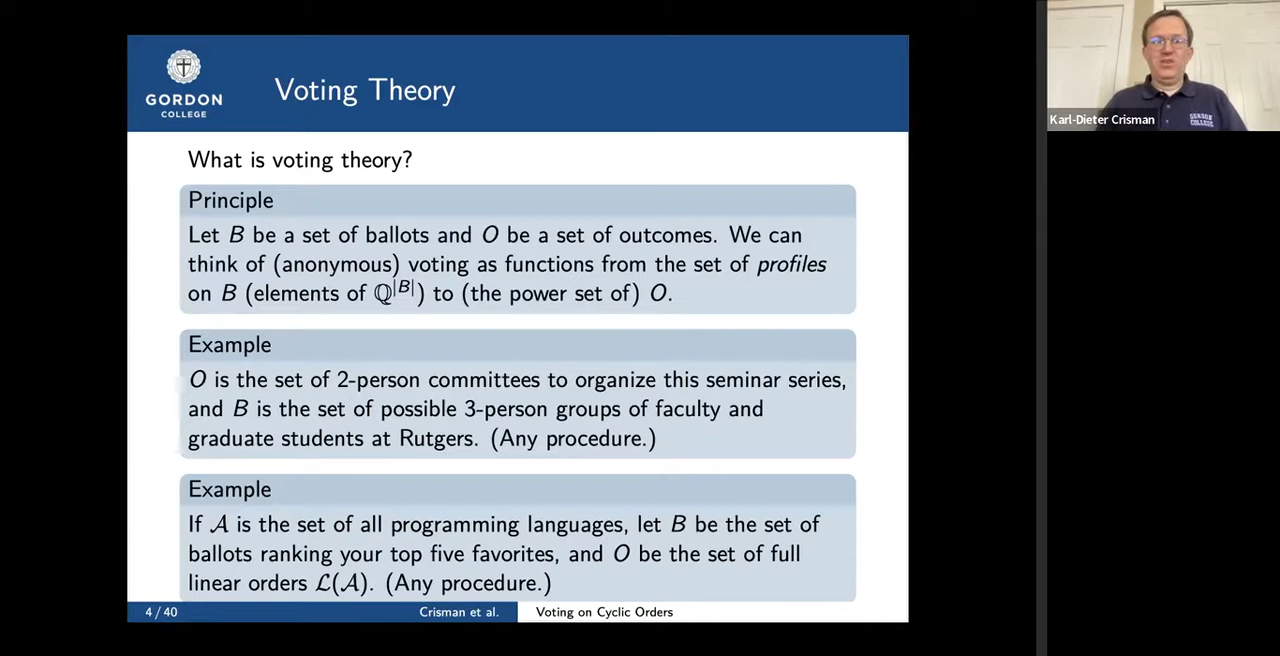 GORDON
COLLEGE
Voting Theory
What is voting theory?
Principle
Let B be a set of ballots and O be a set of outcomes. We can
think of (anonymous) voting as functions from the set of profiles
on B (elements of ℚ^|B|) to (the power set of) O.
Example
O is the set of 2-person committees to organize this seminar series,
and B is the set of possible 3-person groups of faculty and
graduate students at Rutgers. (Any procedure.)
Example
If 𝒜 is the set of all programming languages, let B be the set of
ballots ranking your top five favorites, and O be the set of full
linear orders ℒ(𝒜). (Any procedure.)
4 / 40 Crisman et al. Voting on Cyclic Orders
Karl-Dieter Crisman
GORDON
COLLEGE